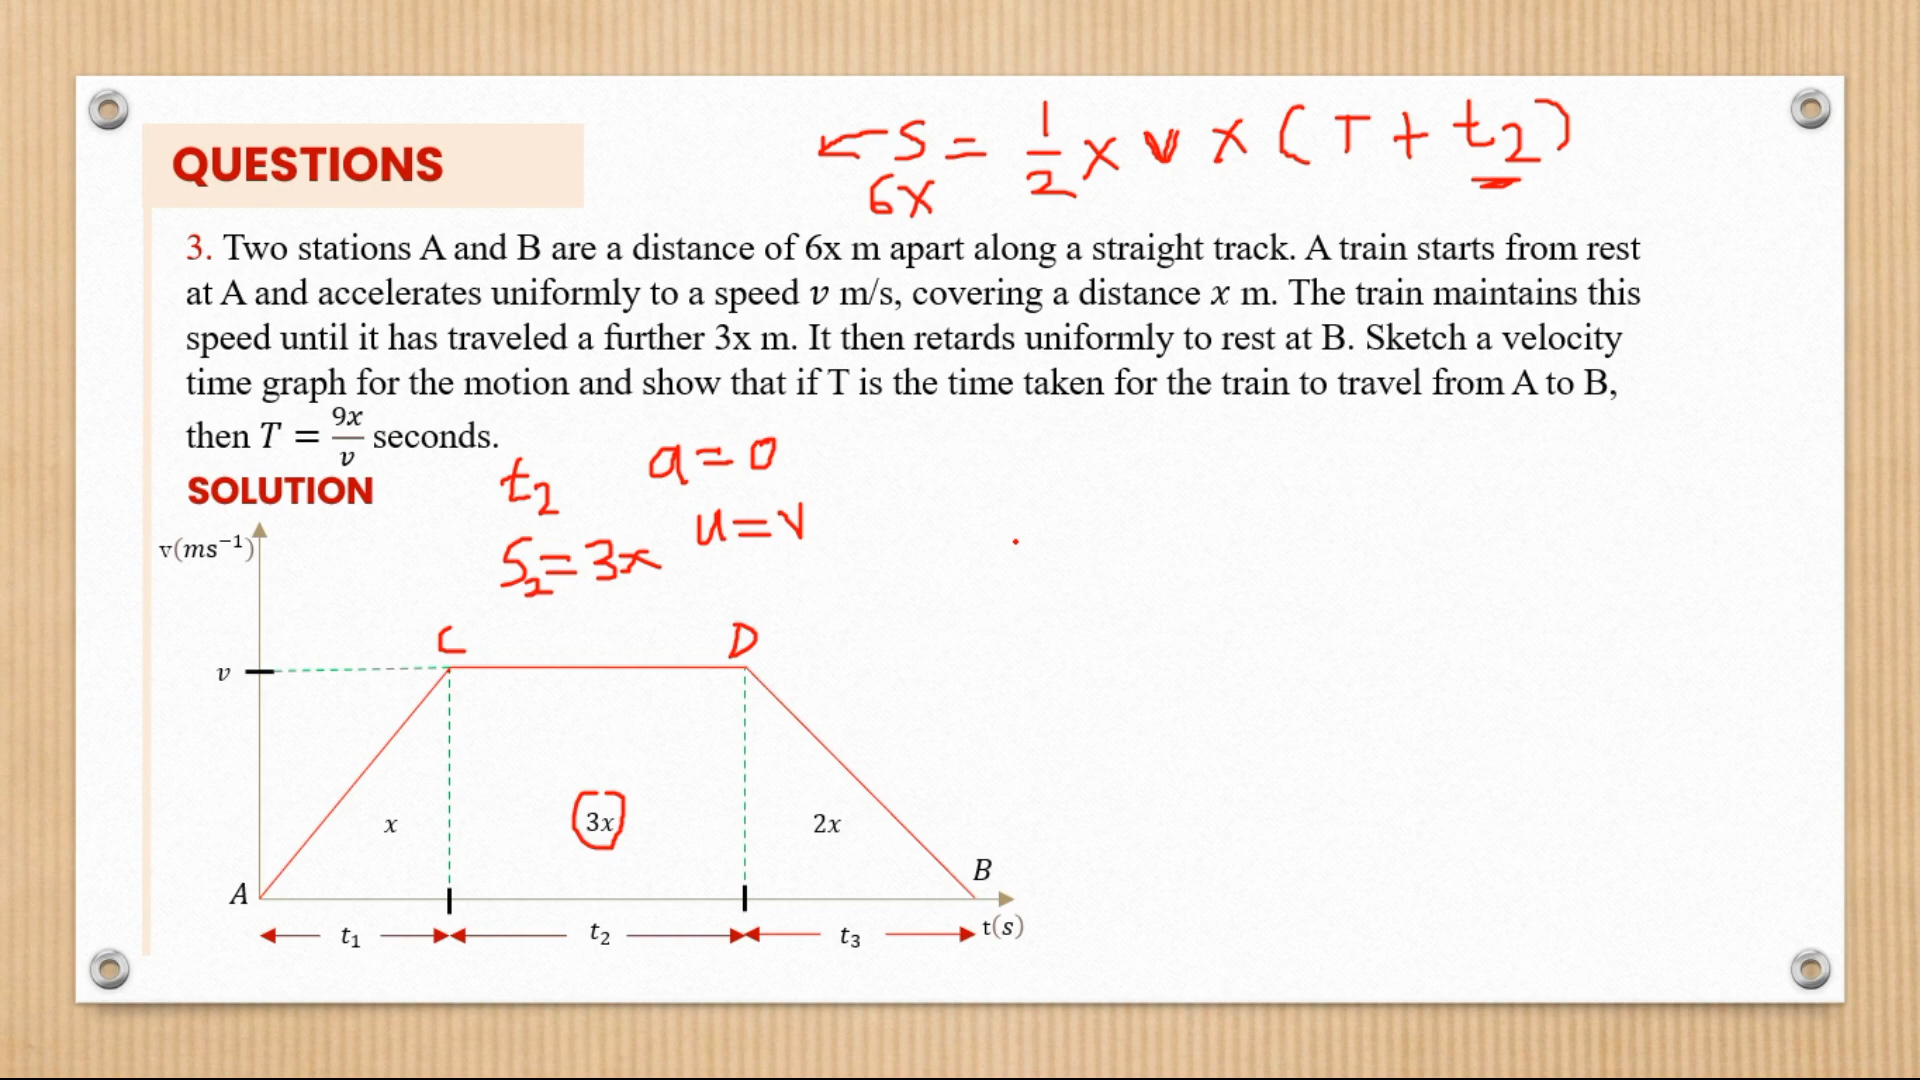 QUESTIONS
← S = 1/2 x v x (T + t₂)
6x
3. Two stations A and B are a distance of 6x m apart along a straight track. A train starts from rest
at A and accelerates uniformly to a speed v m/s, covering a distance x m. The train maintains this
speed until it has traveled a further 3x m. It then retards uniformly to rest at B. Sketch a velocity
time graph for the motion and show that if T is the time taken for the train to travel from A to B,
then T = 9x/v seconds.
SOLUTION
t₂
a = 0
u = v
S₂ = 3x
v(ms⁻¹)
C
D
v
x
3x
2x
A
B
t₁
t₂
t₃
t(s)